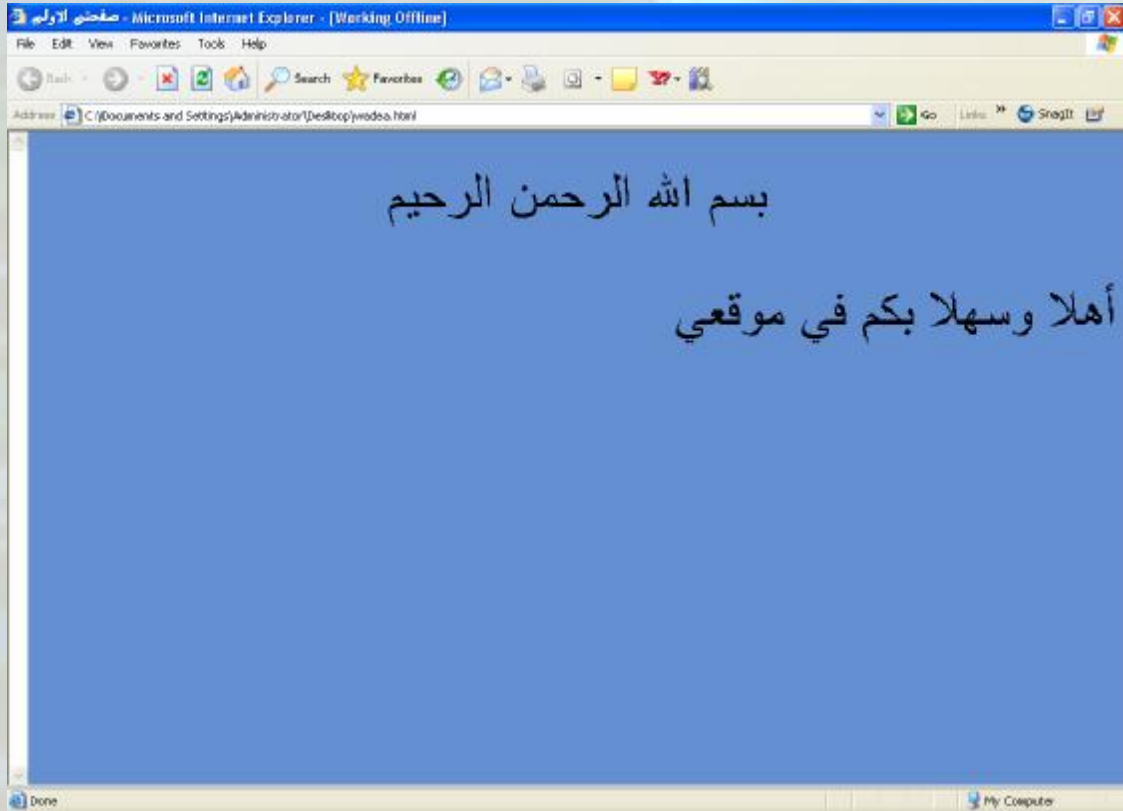 صفحتي الاولى - Microsoft Internet Explorer - [Working Offline]
File Edit View Favorites Tools Help
Back Search Favorites
Address C:\Documents and Settings\Administrator\Desktop\wadea.html Go Links » SnagIt
بسم الله الرحمن الرحيم
أهلا وسهلا بكم في موقعي
Done My Computer